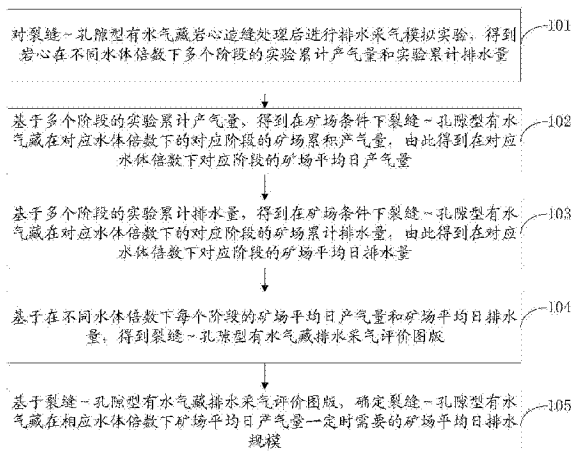 对裂缝~孔隙型有水气藏岩心造缝处理后进行排水采气模拟实验，得到
岩心在不同水体倍数下多个阶段的实验累计产气量和实验累计排水量
101
基于多个阶段的实验累计产气量，得到在矿场条件下裂缝~孔隙型有水
气藏在对应水体倍数下的对应阶段的矿场累积产气量，由此得到在对应
水体倍数下对应阶段的矿场平均日产气量
102
基于多个阶段的实验累计排水量，得到在矿场条件下裂缝~孔隙型有水
气藏在对应水体倍数下的对应阶段的矿场累计排水量，由此得到在对应
水体倍数下对应阶段的矿场平均日排水量
103
基于在不同水体倍数下每个阶段的矿场平均日产气量和矿场平均日排水
量，得到裂缝~孔隙型有水气藏排水采气评价图版
104
基于裂缝~孔隙型有水气藏排水采气评价图版，确定裂缝~孔隙型有水
气藏在相应水体倍数下矿场平均日产气量一定时需要的矿场平均日排水
规模
105